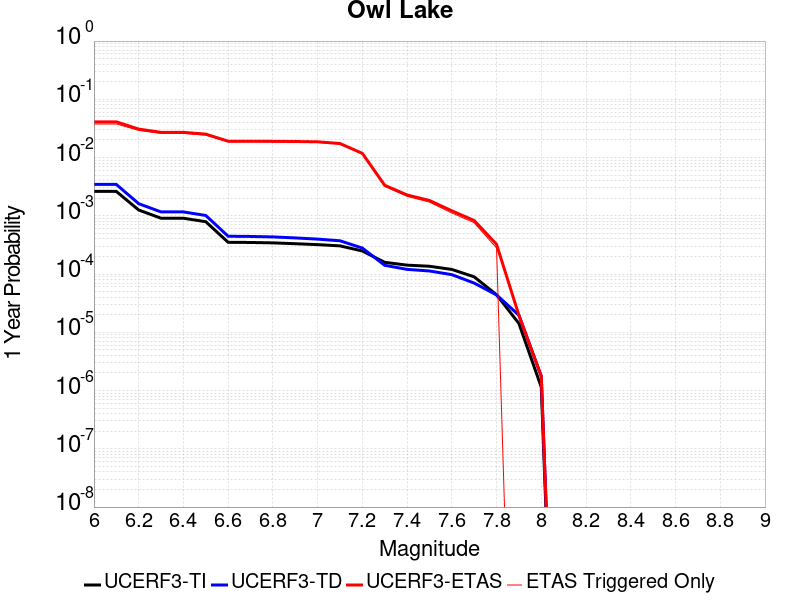 Owl Lake
10^0
10^-1
10^-2
10^-3
10^-4
10^-5
10^-6
10^-7
10^-8
1 Year Probability
6 6.2 6.4 6.6 6.8 7 7.2 7.4 7.6 7.8 8 8.2 8.4 8.6 8.8 9
Magnitude
UCERF3-TI UCERF3-TD UCERF3-ETAS ETAS Triggered Only